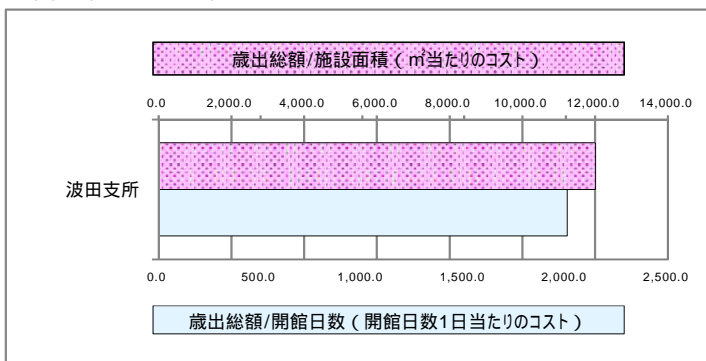 歳出総額/施設面積(㎡当たりのコスト)
0.0 2,000.0 4,000.0 6,000.0 8,000.0 10,000.0 12,000.0 14,000.0
波田支所
0.0 500.0 1,000.0 1,500.0 2,000.0 2,500.0
歳出総額/開館日数(開館日数1日当たりのコスト)